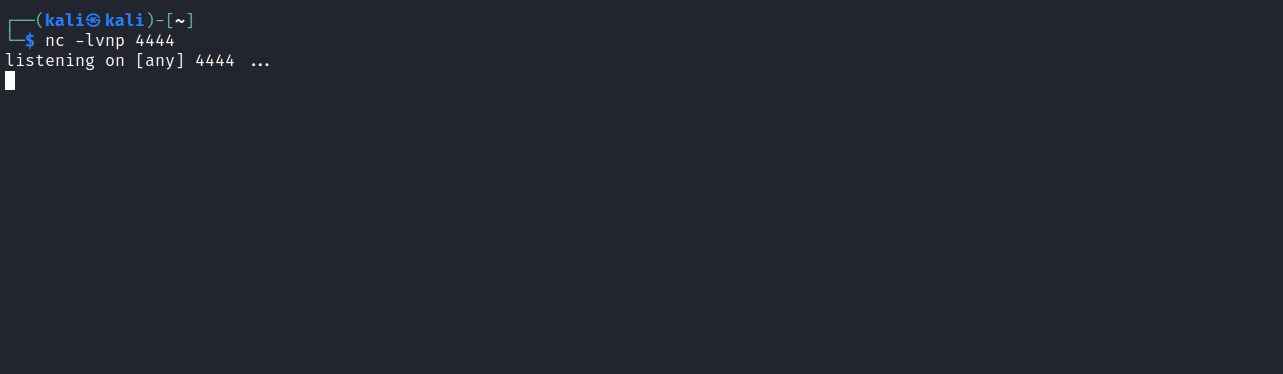 ┌──(kali㉿kali)-[~]
└─$ nc -lvnp 4444
listening on [any] 4444 ...